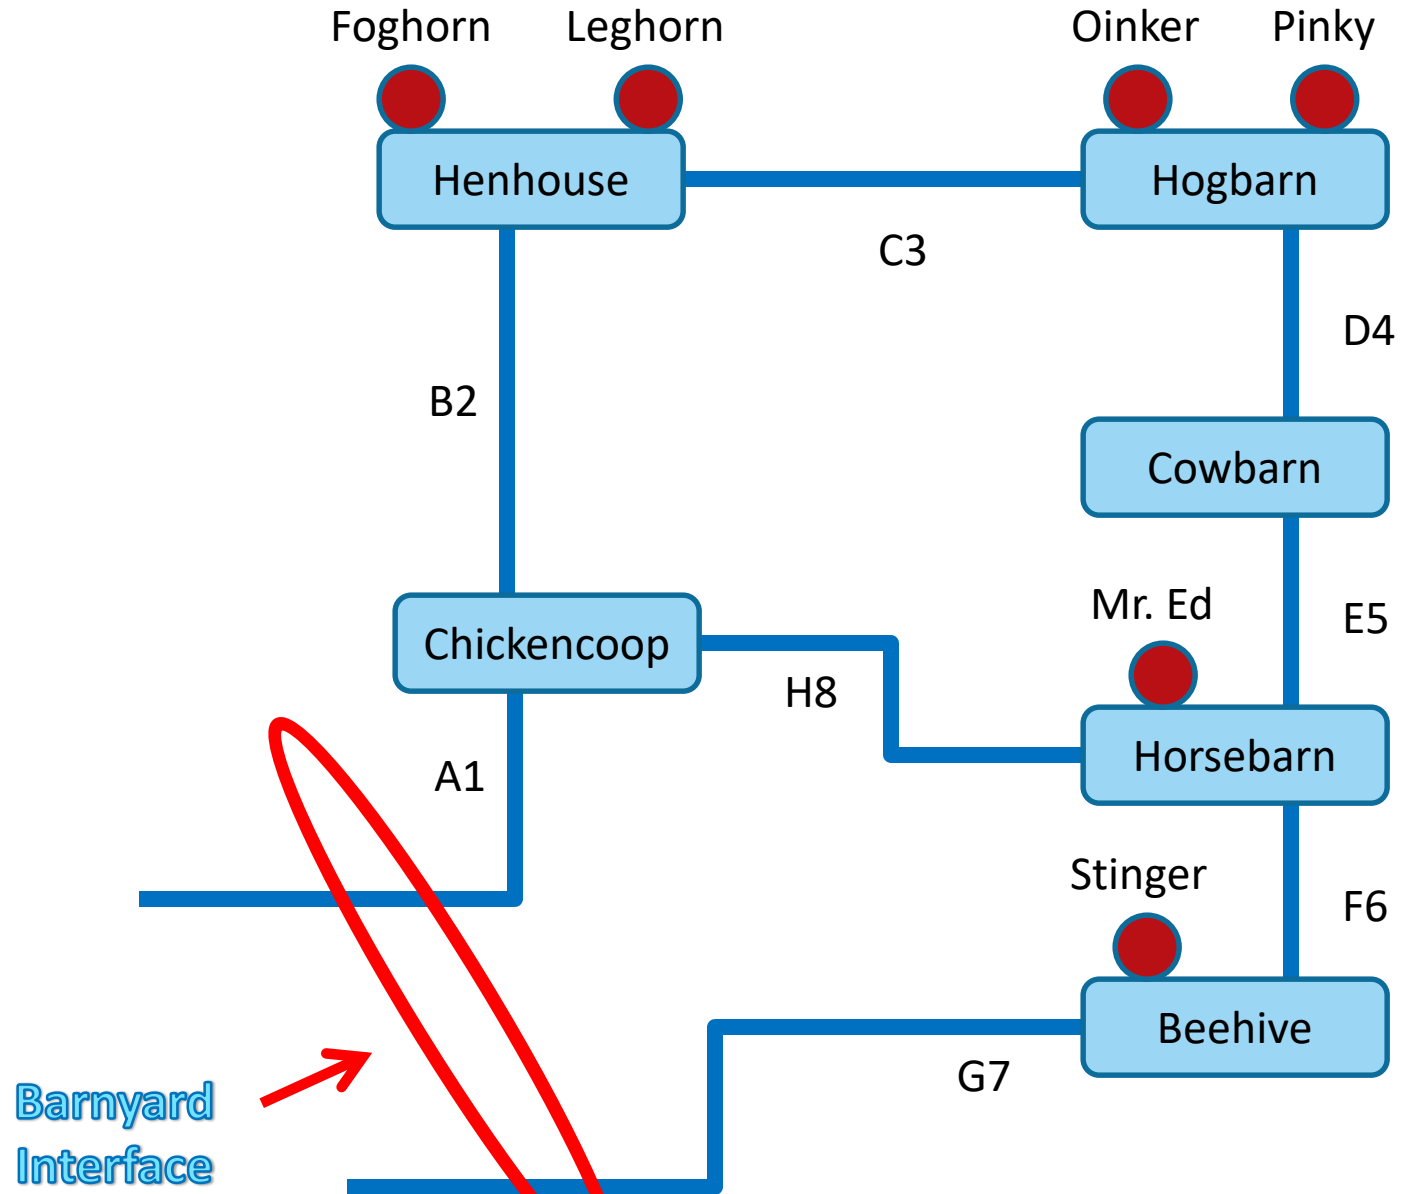 Foghorn
Leghorn
Oinker
Pinky
Henhouse
Hogbarn
C3
D4
B2
Cowbarn
Mr. Ed
E5
Chickencoop
H8
Horsebarn
A1
Stinger
F6
Beehive
G7
Barnyard
Interface